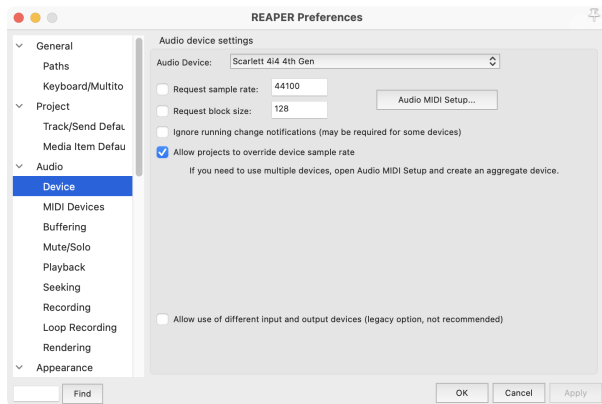 REAPER Preferences
General
Paths
Keyboard/Multito
Project
Track/Send Defau
Media Item Defau
Audio
Device
MIDI Devices
Buffering
Mute/Solo
Playback
Seeking
Recording
Loop Recording
Rendering
Appearance
Find
Audio device settings
Audio Device: Scarlett 4i4 4th Gen
Request sample rate: 44100
Request block size: 128
Audio MIDI Setup...
Ignore running change notifications (may be required for some devices)
Allow projects to override device sample rate
If you need to use multiple devices, open Audio MIDI Setup and create an aggregate device.
Allow use of different input and output devices (legacy option, not recommended)
OK Cancel Apply